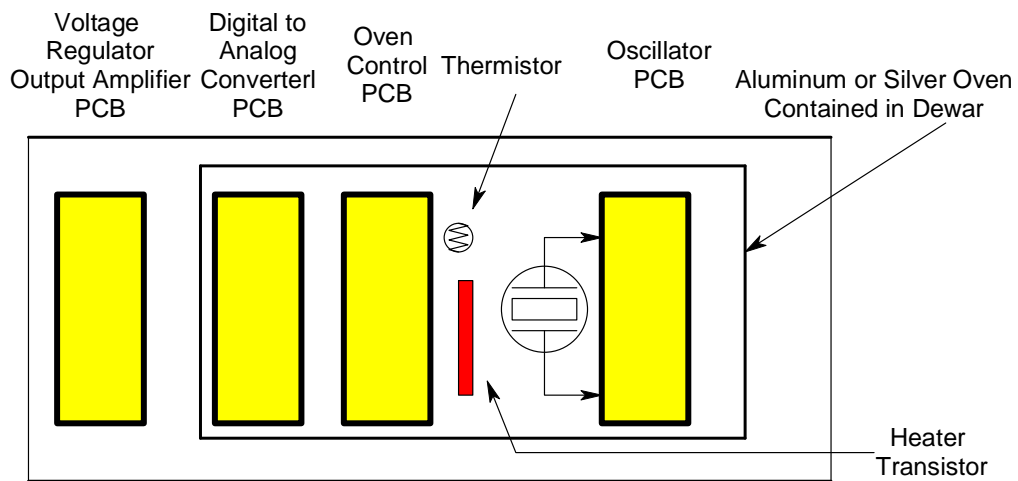 Voltage
Regulator
Output Amplifier
PCB
Digital to
Analog
Converterl
PCB
Oven
Control
PCB
Thermistor
Oscillator
PCB
Aluminum or Silver Oven
Contained in Dewar
Heater
Transistor